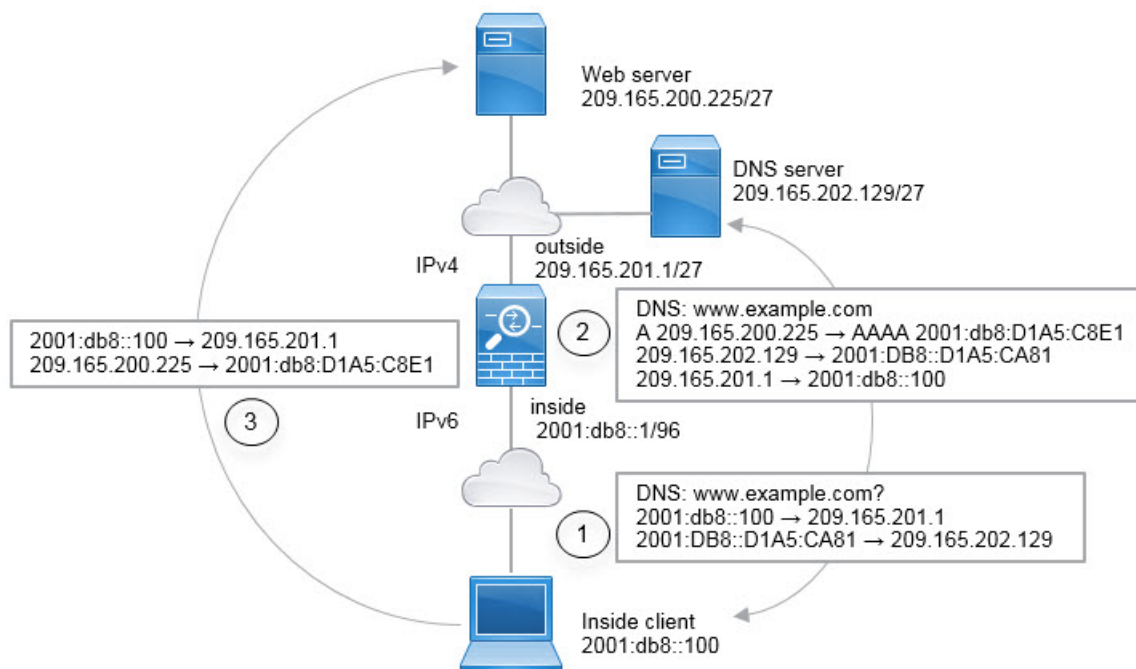 Web server
209.165.200.225/27
DNS server
209.165.202.129/27
IPv4
outside
209.165.201.1/27
2001:db8::100 → 209.165.201.1
209.165.200.225 → 2001:db8:D1A5:C8E1
3
2
DNS: www.example.com
A 209.165.200.225 → AAAA 2001:db8:D1A5:C8E1
209.165.202.129 → 2001:DB8::D1A5:CA81
209.165.201.1 → 2001:db8::100
IPv6
inside
2001:db8::1/96
1
DNS: www.example.com?
2001:db8::100 → 209.165.201.1
2001:DB8::D1A5:CA81 → 209.165.202.129
Inside client
2001:db8::100